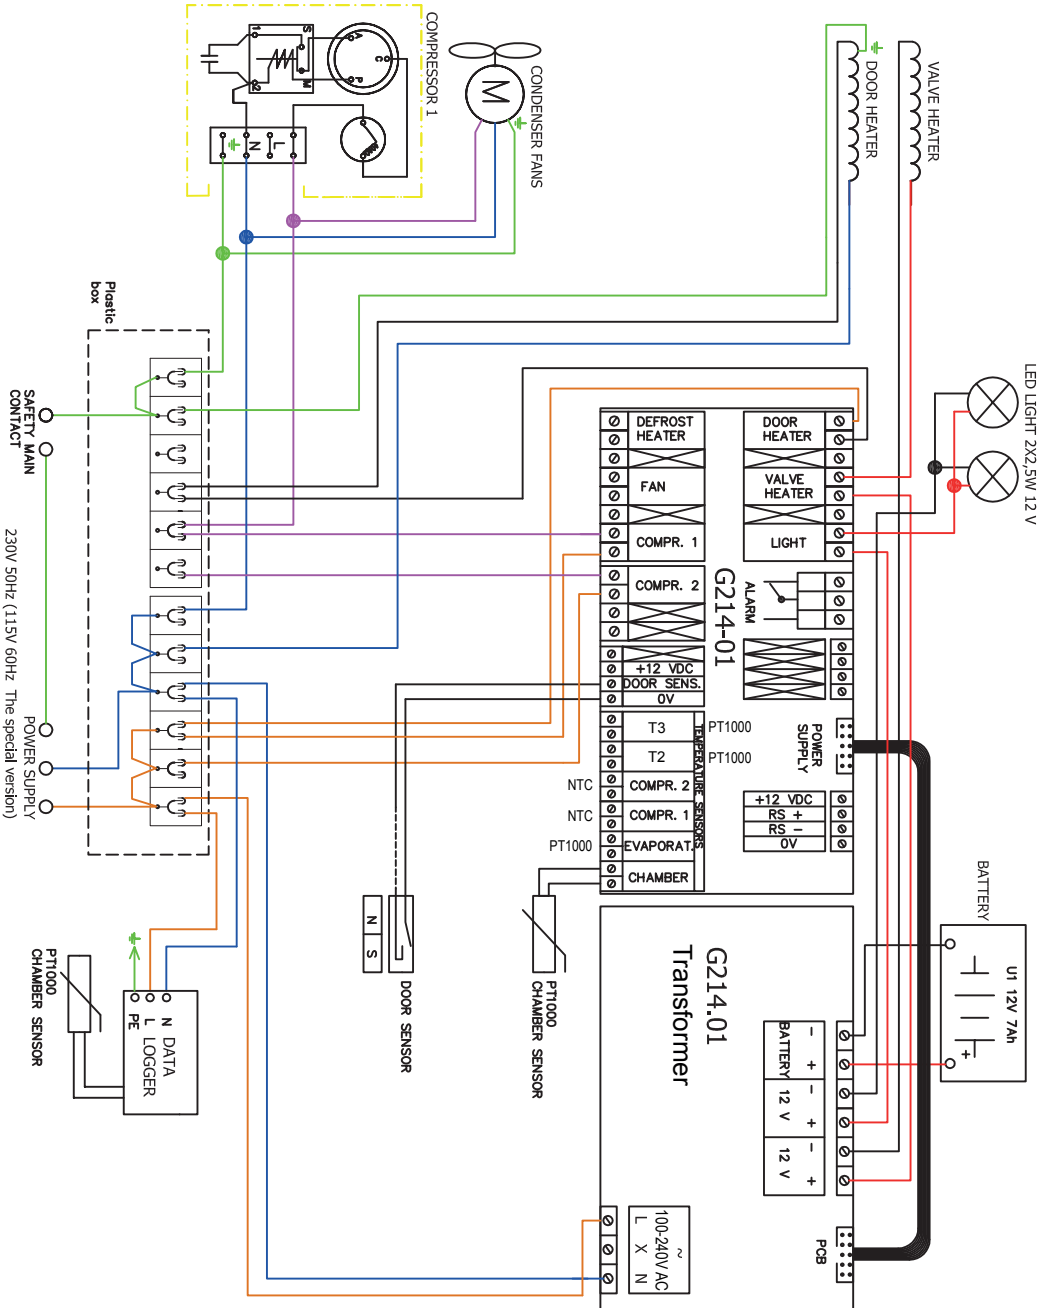 COMPRESSOR 1
S
1
M
2
A
C
P
N
L
M
CONDENSER FANS
DOOR HEATER
VALVE HEATER
LED LIGHT 2X2,5W 12 V
Plastic
box
SAFETY MAIN
CONTACT
230V 50Hz (115V 60Hz The special version)
POWER SUPPLY
DEFROST
HEATER
FAN
COMPR. 1
COMPR. 2
+12 VDC
DOOR SENS.
0V
T3
T2
COMPR. 2
COMPR. 1
EVAPORAT.
CHAMBER
TEMPERATURE SENSORS
PT1000
PT1000
NTC
NTC
PT1000
DOOR
HEATER
VALVE
HEATER
LIGHT
G214-01
ALARM
POWER
SUPPLY
+12 VDC
RS +
RS -
0V
BATTERY
U1 12V 7Ah
+
G214.01
Transformer
BATTERY
- +
12 V
- +
12 V
- +
PCB
~
100-240V AC
L X N
PT1000
CHAMBER SENSOR
N S
DOOR SENSOR
PT1000
CHAMBER SENSOR
N
L
PE
DATA
LOGGER